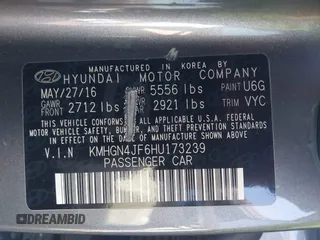 MANUFACTURED IN KOREA BY
HYUNDAI MOTOR COMPANY
MAY/27/16 GVWR 5556 lbs PAINT U6G
GAWR FRONT 2712 lbs 2921 lbs TRIM VYC
THIS VEHICLE CONFORMS TO ALL APPLICABLE
U.S. FEDERAL MOTOR VEHICLE SAFETY, BUMPER, AND
THEFT PREVENTION STANDARDS IN EFFECT ON THE
DATE OF MANUFACTURE SHOWN ABOVE.
V.I.N KMHGN4JF6HU173239
PASSENGER CAR
DREAMBID